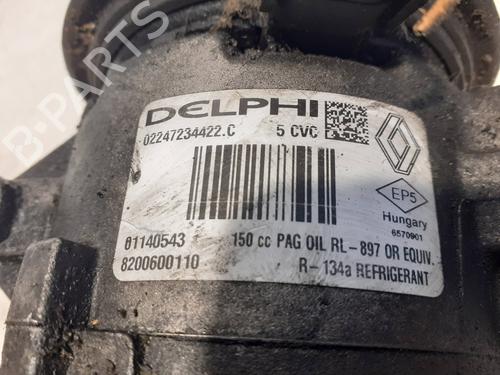 DELPHI
02247234422.C 5 CVC
EP5
Hungary
6570901
01140543 150 cc PAG OIL RL-897 OR EQUIV.
8200600110 R-134a REFRIGERANT
B-PARTS